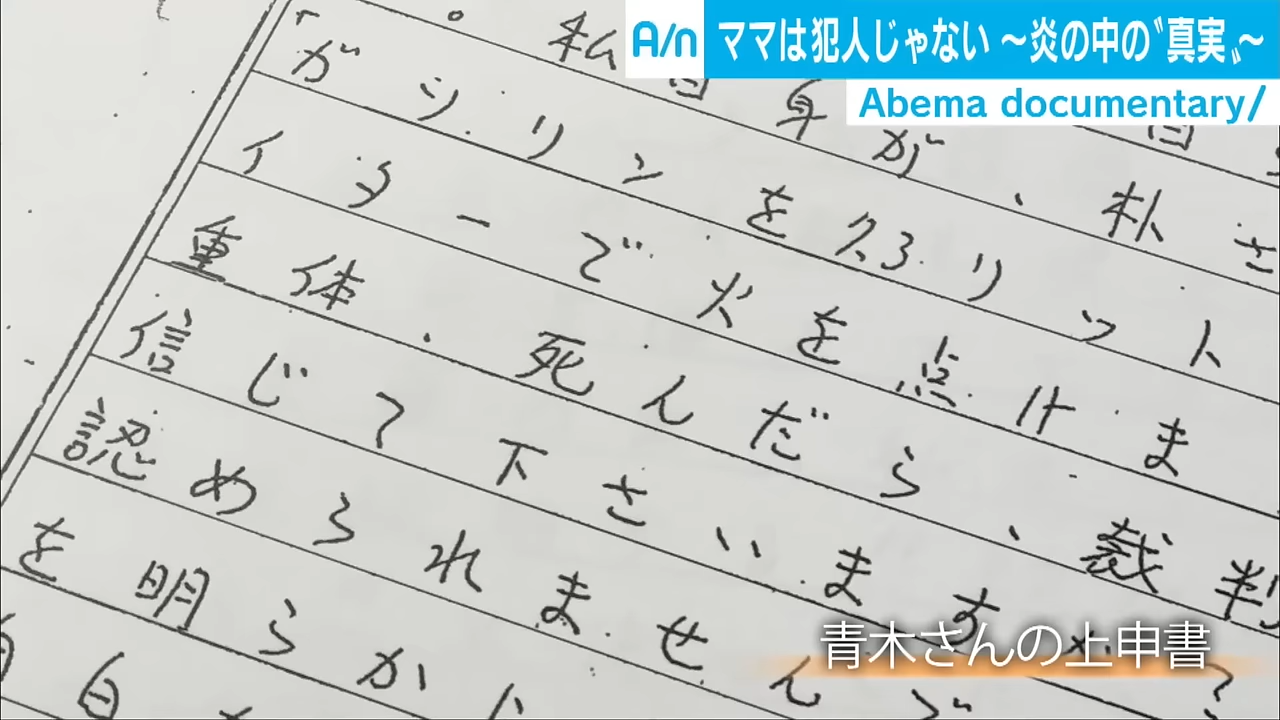 A/n
ママは犯人じゃない ～炎の中の〝真実〟～
Abema documentary/
私自身が、朴さ
ガソリンを7.3リット
イターで火を点けま
重体、死んだら、裁判
信じて下さいますか?
認められませんで
を明らかに
青木さんの上申書